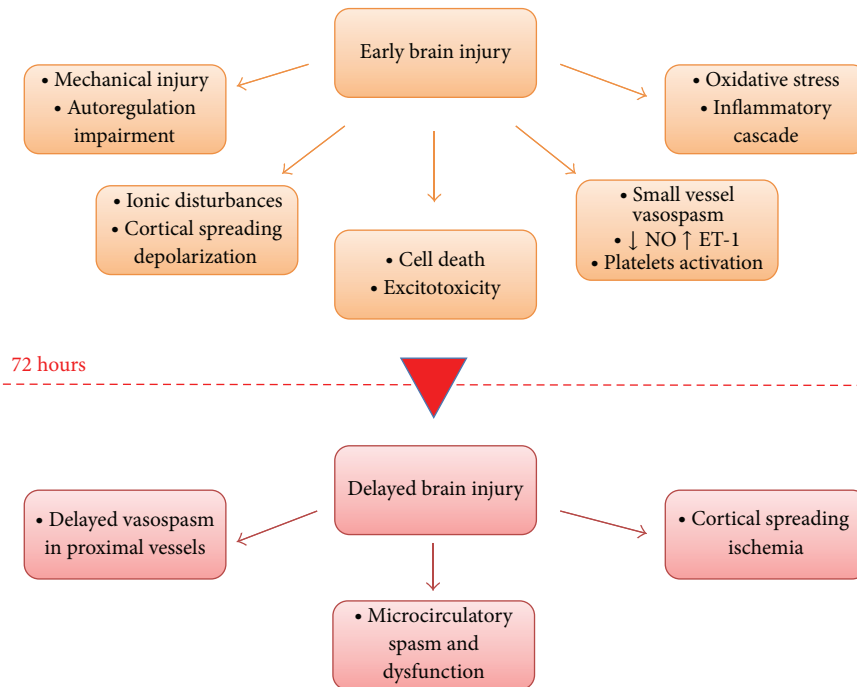 Early brain injury
• Mechanical injury
• Autoregulation
impairment
• Oxidative stress
• Inflammatory
cascade
• Ionic disturbances
• Cortical spreading
depolarization
• Cell death
• Excitotoxicity
• Small vessel
vasospasm
• ↓ NO ↑ ET-1
• Platelets activation
72 hours
Delayed brain injury
• Delayed vasospasm
in proximal vessels
• Microcirculatory
spasm and
dysfunction
• Cortical spreading
ischemia